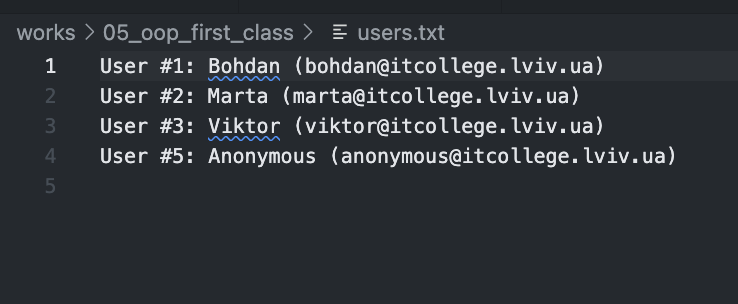 works > 05_oop_first_class > users.txt
1 User #1: Bohdan (bohdan@itcollege.lviv.ua)
2 User #2: Marta (marta@itcollege.lviv.ua)
3 User #3: Viktor (viktor@itcollege.lviv.ua)
4 User #5: Anonymous (anonymous@itcollege.lviv.ua)
5